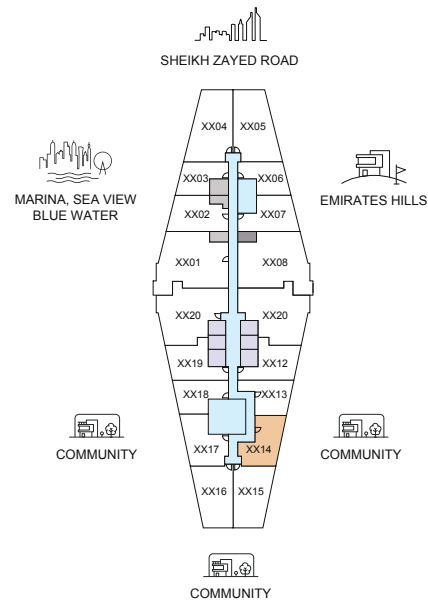 SHEIKH ZAYED ROAD
XX04 XX05
MARINA, SEA VIEW
BLUE WATER
EMIRATES HILLS
XX03 XX06
XX02 XX07
XX01 XX08
XX20 XX20
XX19 XX12
XX18 XX13
COMMUNITY
XX17 XX14
COMMUNITY
XX16 XX15
COMMUNITY